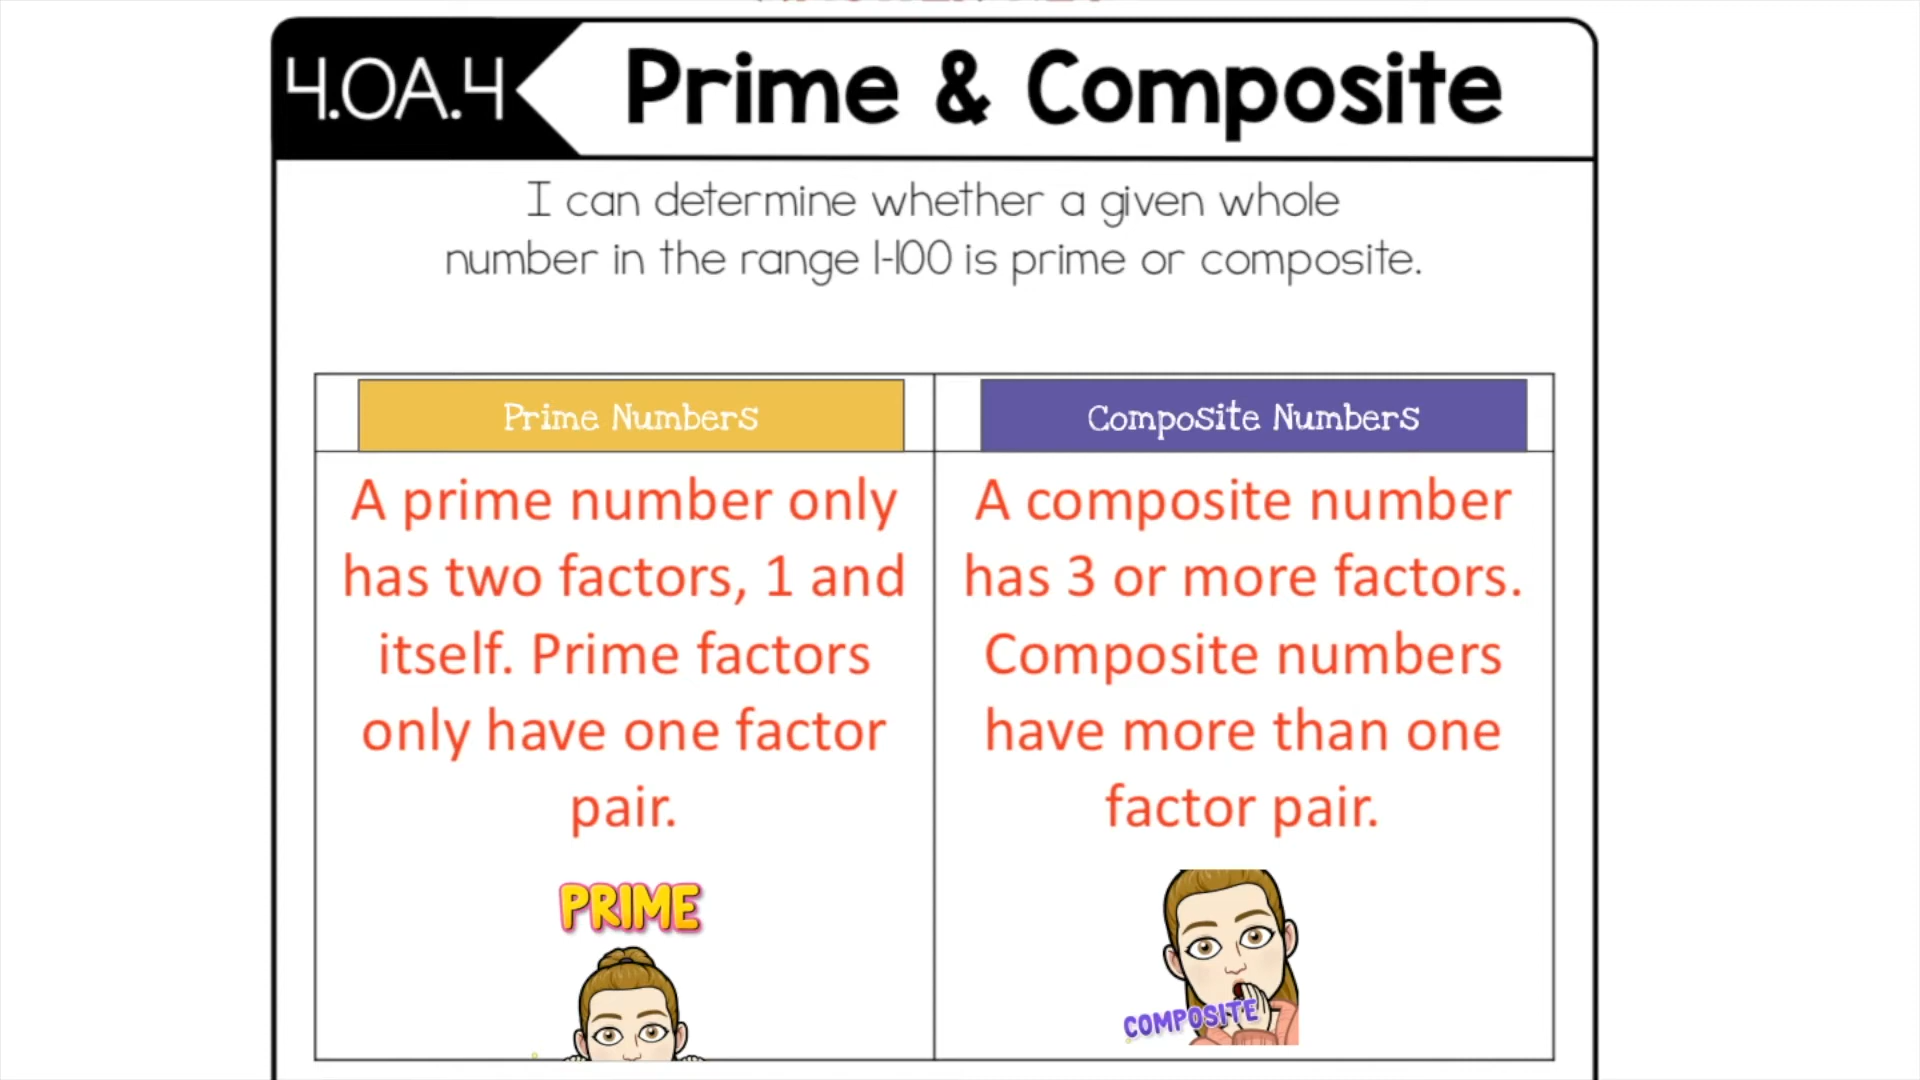 4.OA.4
Prime & Composite
I can determine whether a given whole
number in the range 1-100 is prime or composite.
Prime Numbers
A prime number only
has two factors, 1 and
itself. Prime factors
only have one factor
pair.
PRIME
Composite Numbers
A composite number
has 3 or more factors.
Composite numbers
have more than one
factor pair.
COMPOSITE